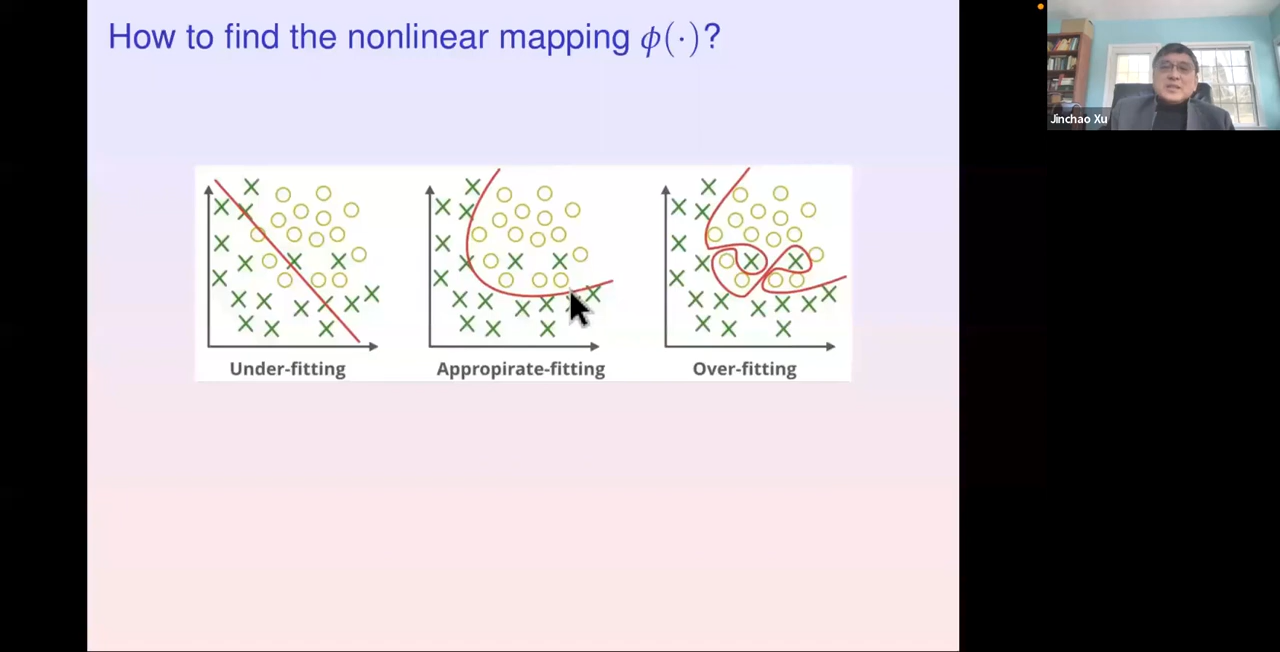 How to find the nonlinear mapping ϕ(·)?
Jinchao Xu
Under-fitting
Appropirate-fitting
Over-fitting